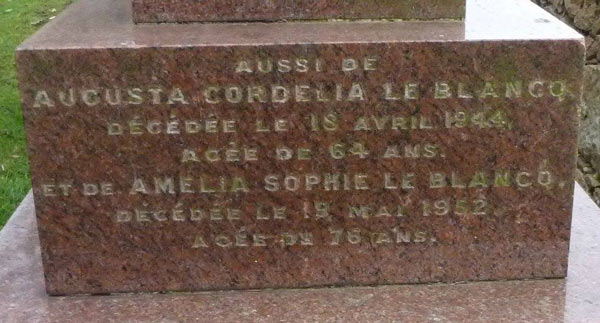 AUSSI DE
AUGUSTA CORDELIA LE BLANCQ,
DÉCÉDÉE LE 18 AVRIL 1944,
AGÉE DE 64 ANS.
ET DE AMELIA SOPHIE LE BLANCQ,
DÉCÉDÉE LE MAI 1952,
AGÉE DE 76 ANS.